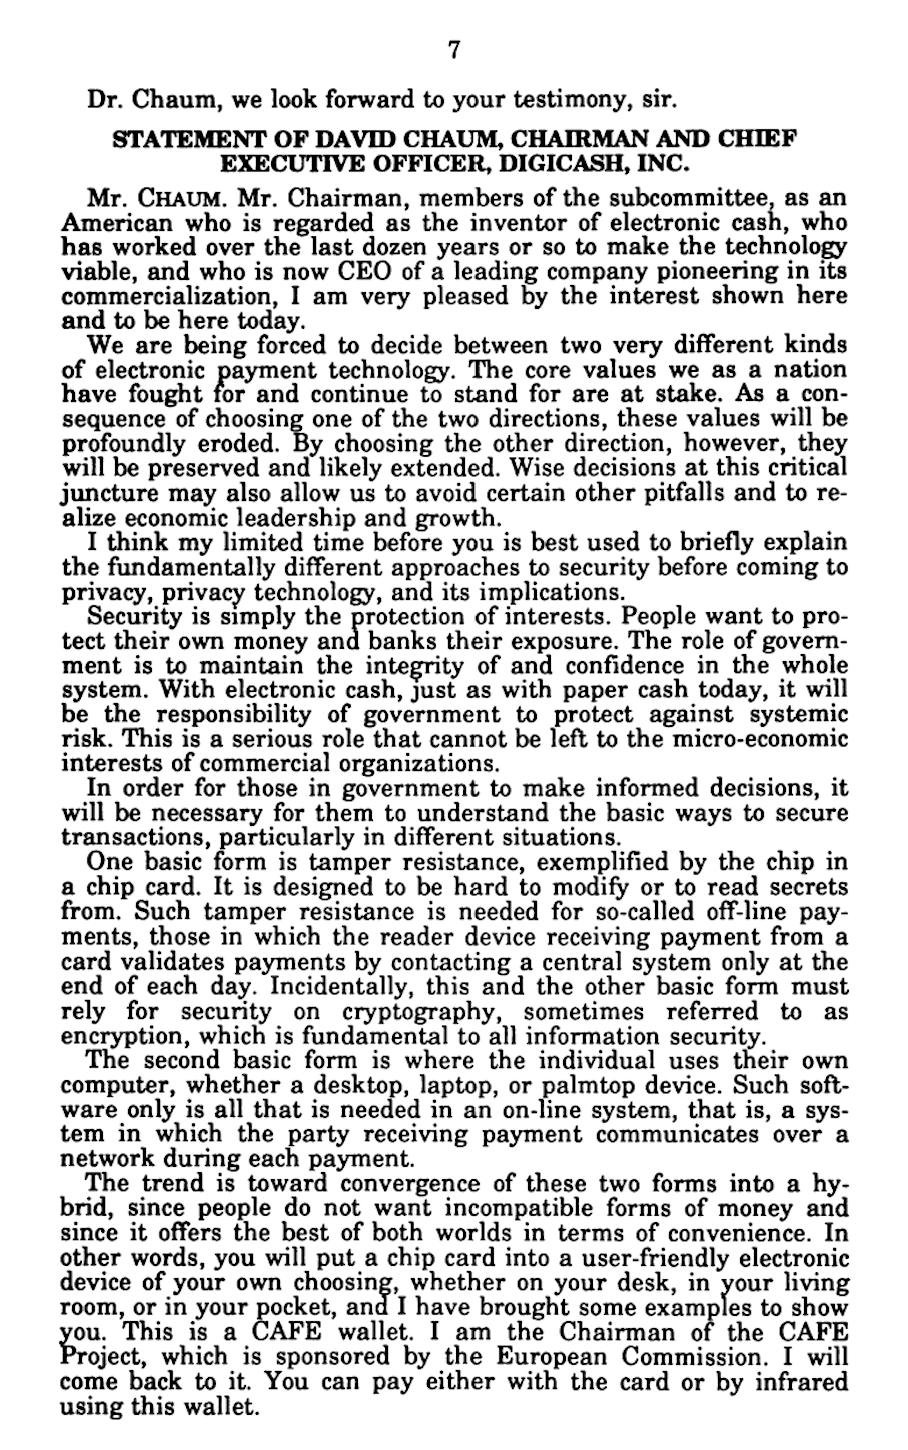 7
Dr. Chaum, we look forward to your testimony, sir.
STATEMENT OF DAVID CHAUM, CHAIRMAN AND CHIEF
EXECUTIVE OFFICER, DIGICASH, INC.
Mr. CHAUM. Mr. Chairman, members of the subcommittee, as an
American who is regarded as the inventor of electronic cash, who
has worked over the last dozen years or so to make the technology
viable, and who is now CEO of a leading company pioneering in its
commercialization, I am very pleased by the interest shown here
and to be here today.
We are being forced to decide between two very different kinds
of electronic payment technology. The core values we as a nation
have fought for and continue to stand for are at stake. As a con-
sequence of choosing one of the two directions, these values will be
profoundly eroded. By choosing the other direction, however, they
will be preserved and likely extended. Wise decisions at this critical
juncture may also allow us to avoid certain other pitfalls and to re-
alize economic leadership and growth.
I think my limited time before you is best used to briefly explain
the fundamentally different approaches to security before coming to
privacy, privacy technology, and its implications.
Security is simply the protection of interests. People want to pro-
tect their own money and banks their exposure. The role of govern-
ment is to maintain the integrity of and confidence in the whole
system. With electronic cash, just as with paper cash today, it will
be the responsibility of government to protect against systemic
risk. This is a serious role that cannot be left to the micro-economic
interests of commercial organizations.
In order for those in government to make informed decisions, it
will be necessary for them to understand the basic ways to secure
transactions, particularly in different situations.
One basic form is tamper resistance, exemplified by the chip in
a chip card. It is designed to be hard to modify or to read secrets
from. Such tamper resistance is needed for so-called off-line pay-
ments, those in which the reader device receiving payment from a
card validates payments by contacting a central system only at the
end of each day. Incidentally, this and the other basic form must
rely for security on cryptography, sometimes referred to as
encryption, which is fundamental to all information security.
The second basic form is where the individual uses their own
computer, whether a desktop, laptop, or palmtop device. Such soft-
ware only is all that is needed in an on-line system, that is, a sys-
tem in which the party receiving payment communicates over a
network during each payment.
The trend is toward convergence of these two forms into a hy-
brid, since people do not want incompatible forms of money and
since it offers the best of both worlds in terms of convenience. In
other words, you will put a chip card into a user-friendly electronic
device of your own choosing, whether on your desk, in your living
room, or in your pocket, and I have brought some examples to show
you. This is a CAFE wallet. I am the Chairman of the CAFE
Project, which is sponsored by the European Commission. I will
come back to it. You can pay either with the card or by infrared
using this wallet.